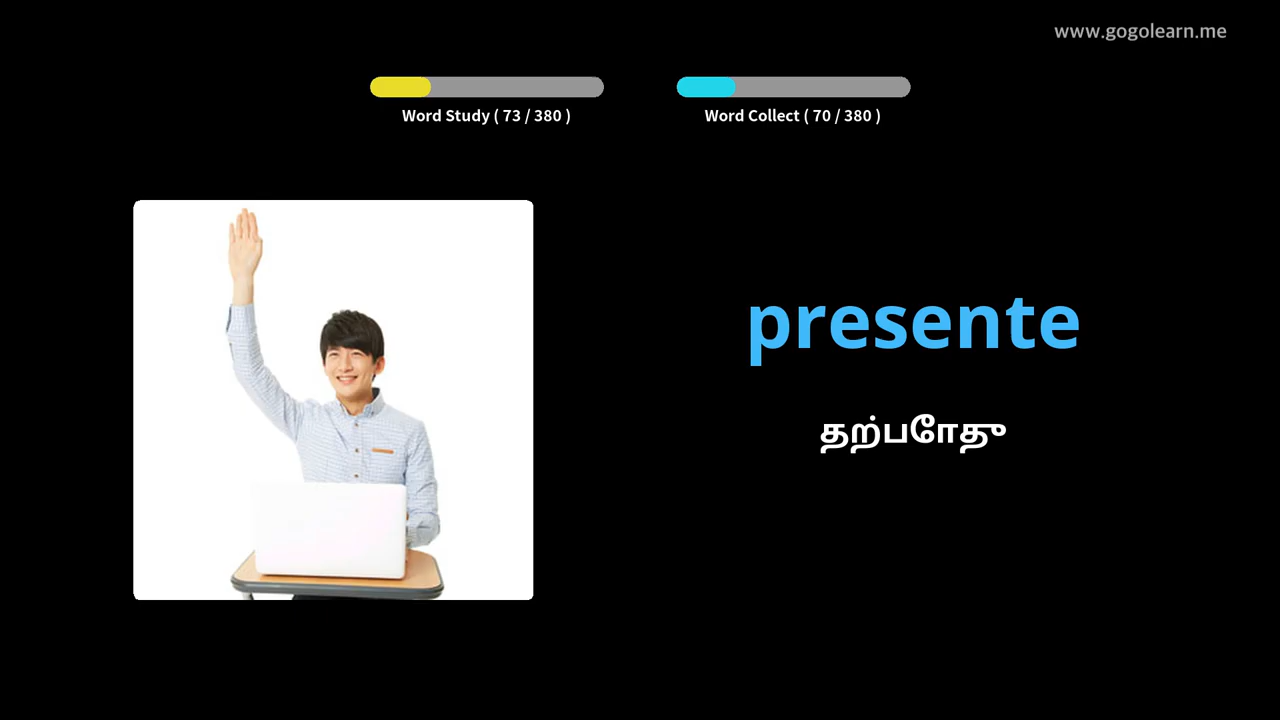 www.gogolearn.me
Word Study ( 73 / 380 )
Word Collect ( 70 / 380 )
presente
தற்போது